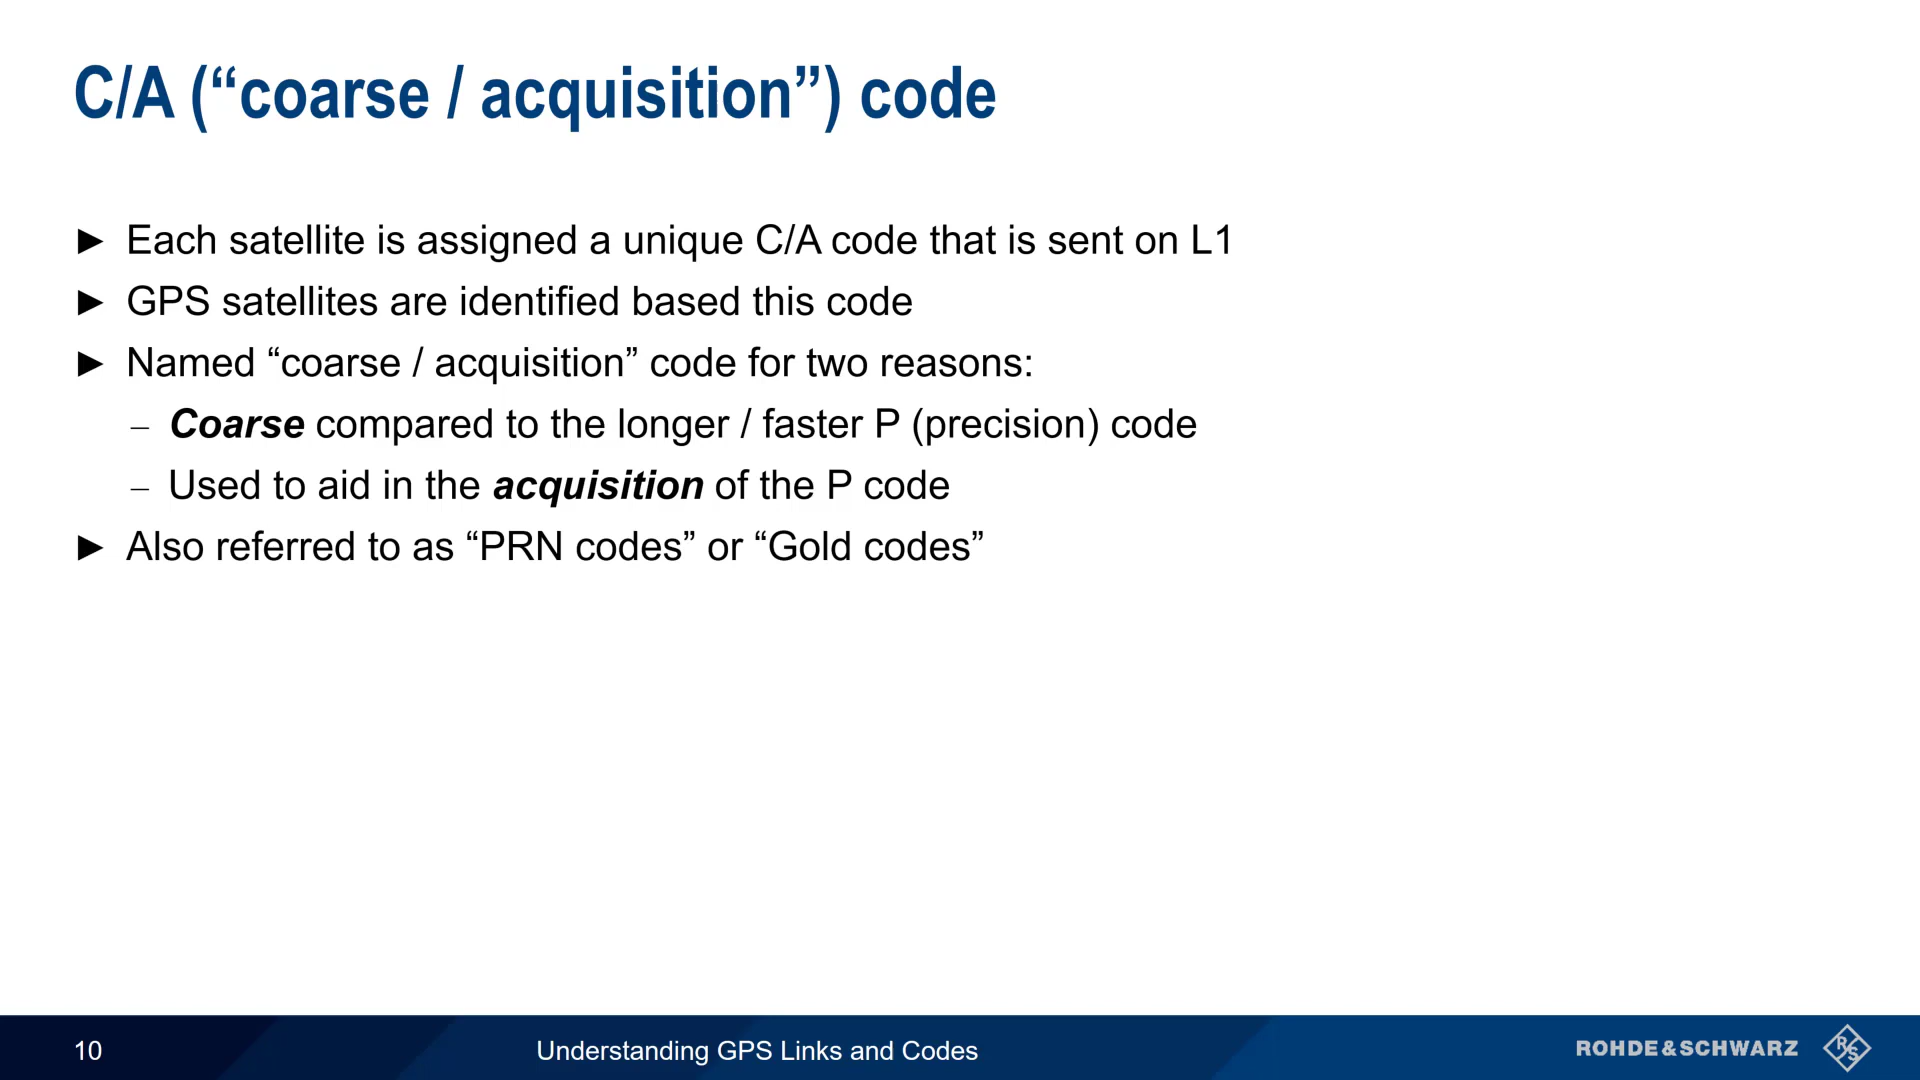 C/A (“coarse / acquisition”) code
► Each satellite is assigned a unique C/A code that is sent on L1
► GPS satellites are identified based this code
► Named “coarse / acquisition” code for two reasons:
– Coarse compared to the longer / faster P (precision) code
– Used to aid in the acquisition of the P code
► Also referred to as “PRN codes” or “Gold codes”
10
Understanding GPS Links and Codes
ROHDE&SCHWARZ
R&S